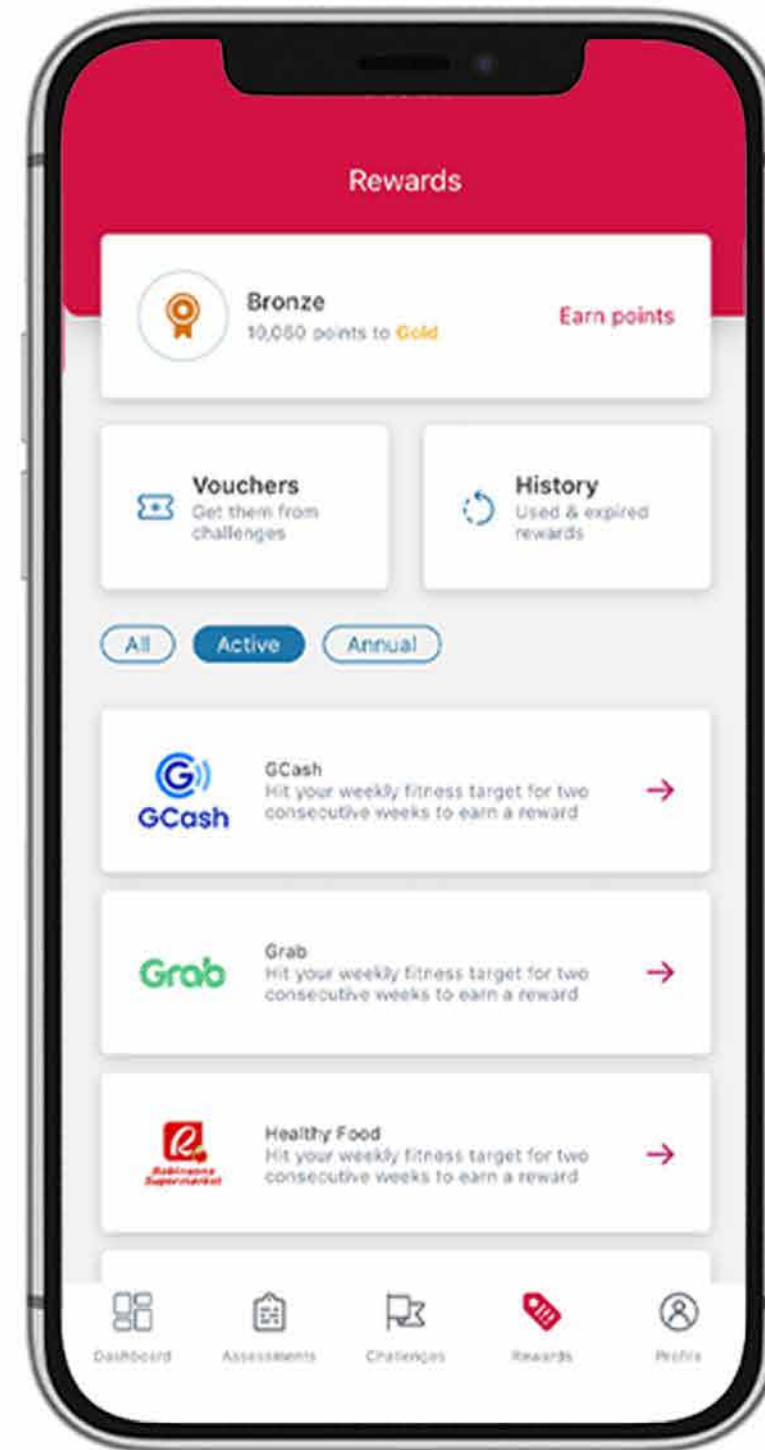 Rewards
Bronze
10,060 points to Gold
Earn points
Vouchers
Get them from
challenges
History
Used & expired
rewards
All
Active
Annual
GCash
GCash
Hit your weekly fitness target for two
consecutive weeks to earn a reward
Grab
Grab
Hit your weekly fitness target for two
consecutive weeks to earn a reward
Robinsons
Supermarket
Healthy Food
Hit your weekly fitness target for two
consecutive weeks to earn a reward
Dashboard
Assessments
Challenges
Rewards
Profile